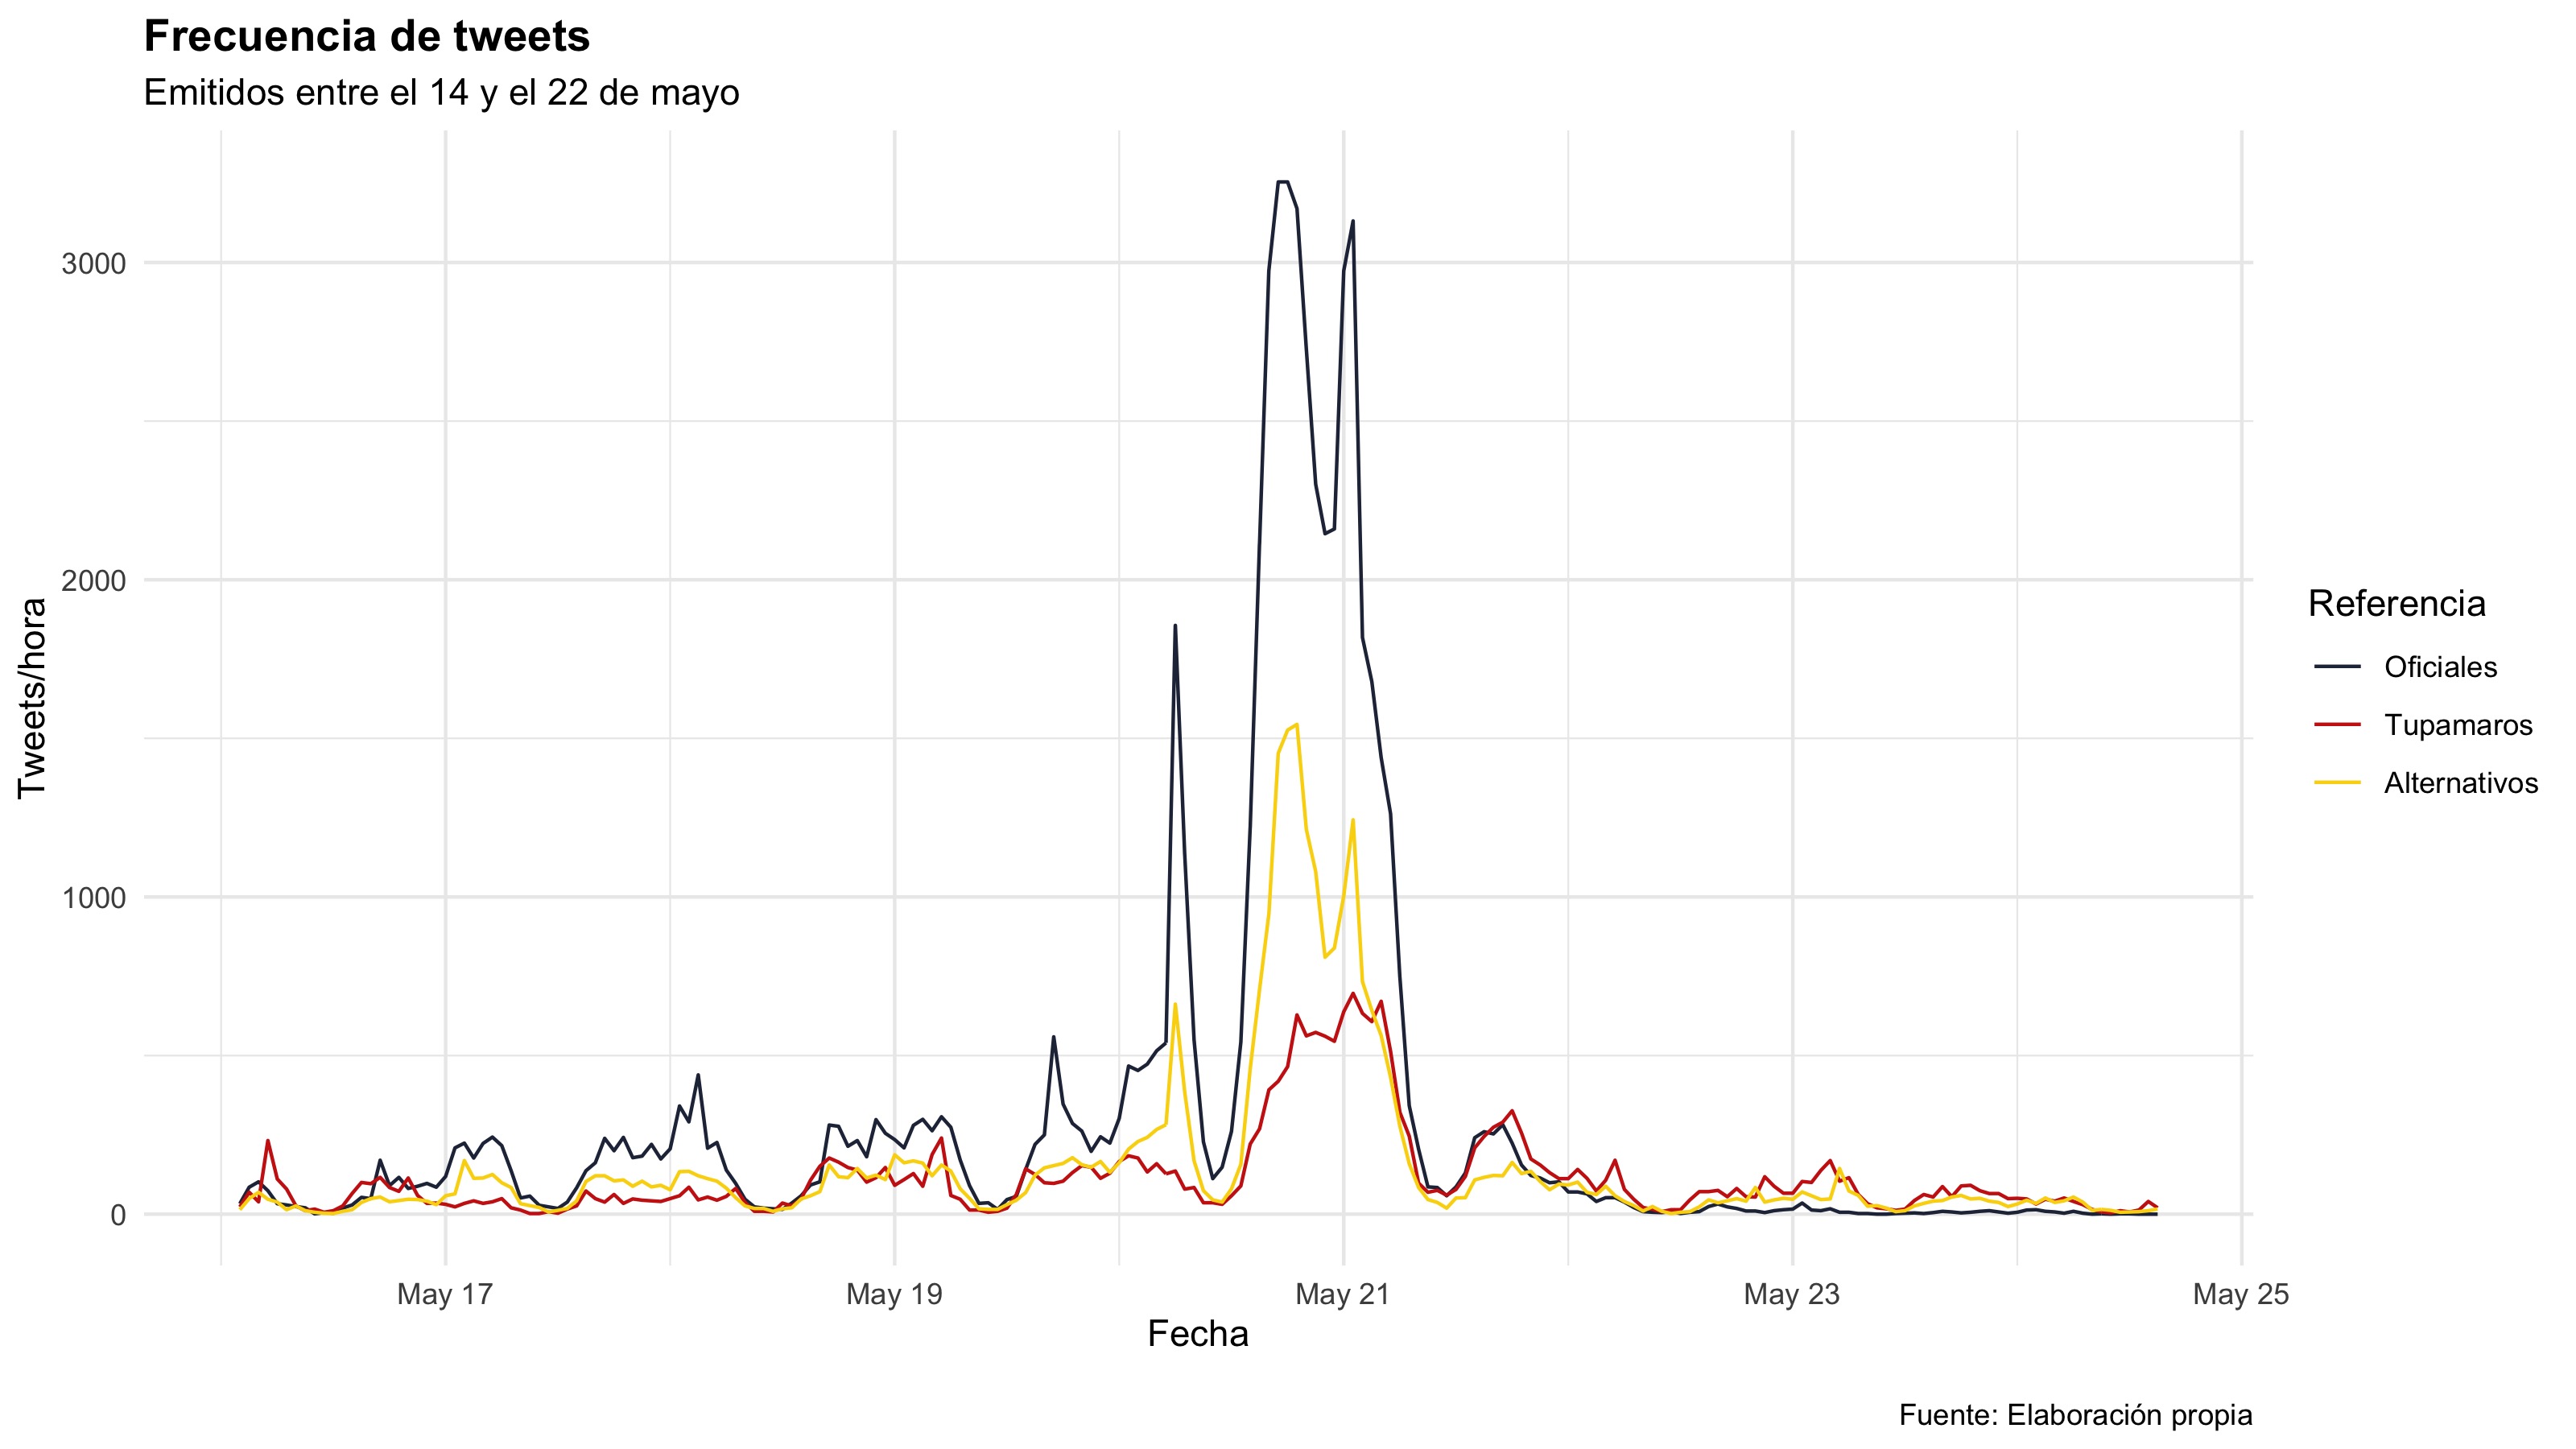 Frecuencia de tweets
Emitidos entre el 14 y el 22 de mayo
Tweets/hora
3000
2000
1000
0
May 17
May 19
May 21
May 23
May 25
Fecha
Referencia
Oficiales
Tupamaros
Alternativos
Fuente: Elaboración propia